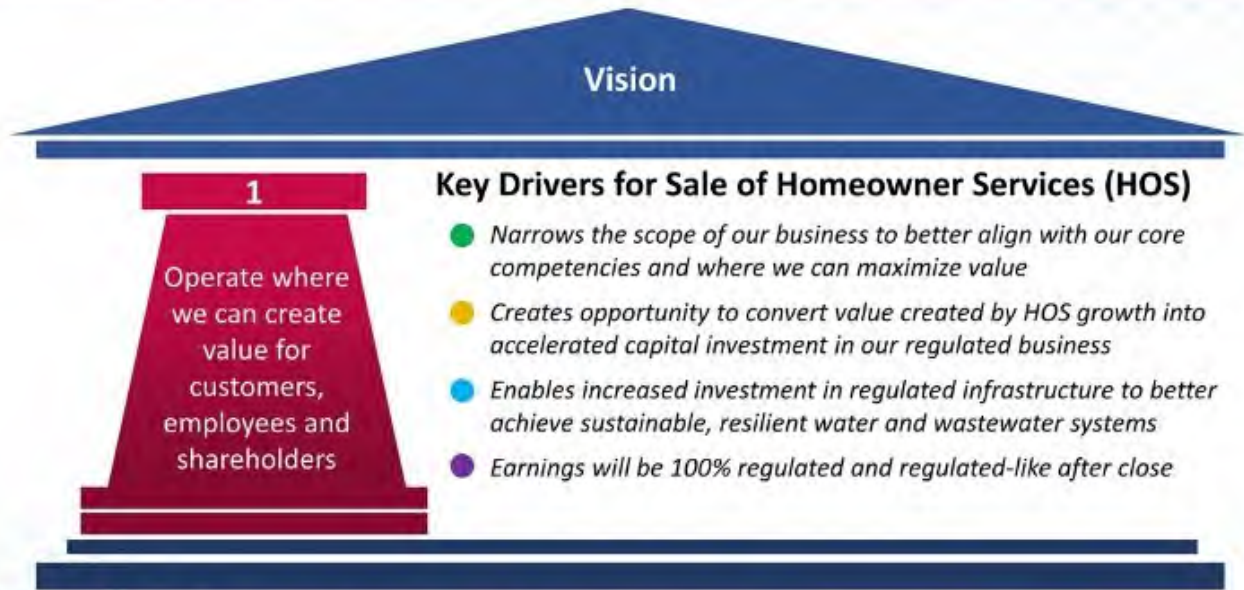 Vision
1
Operate where
we can create
value for
customers,
employees and
shareholders
Key Drivers for Sale of Homeowner Services (HOS)
Narrows the scope of our business to better align with our core
competencies and where we can maximize value
Creates opportunity to convert value created by HOS growth into
accelerated capital investment in our regulated business
Enables increased investment in regulated infrastructure to better
achieve sustainable, resilient water and wastewater systems
Earnings will be 100% regulated and regulated-like after close